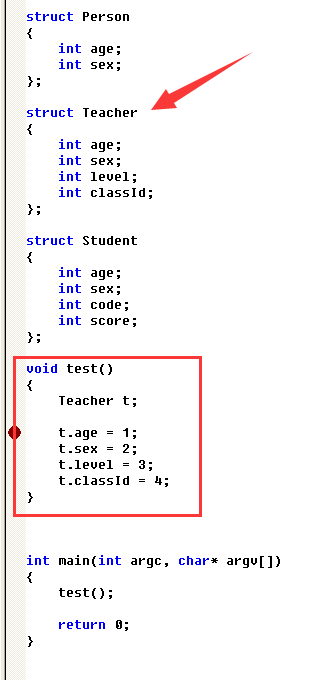 struct Person
{
    int age;
    int sex;
};
struct Teacher
{
    int age;
    int sex;
    int level;
    int classId;
};
struct Student
{
    int age;
    int sex;
    int code;
    int score;
};
void test()
{
    Teacher t;
    t.age = 1;
    t.sex = 2;
    t.level = 3;
    t.classId = 4;
}
int main(int argc, char* argv[])
{
    test();
    return 0;
}